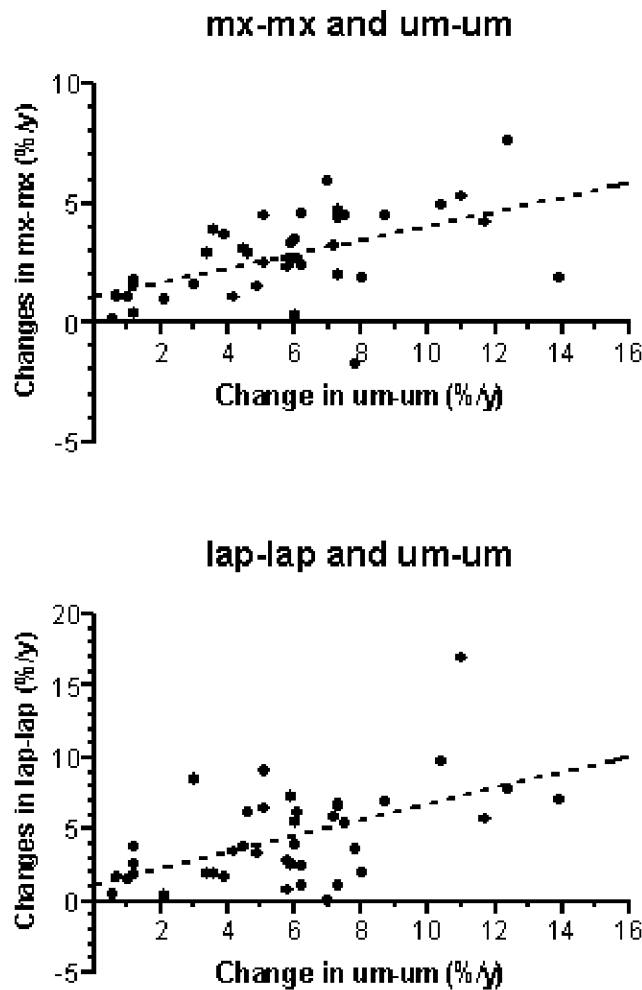 mx-mx and um-um
10
5
0
-5
Changes in mx-mx (%/y)
2 4 6 8 10 12 14 16
Change in um-um (%/y)
lap-lap and um-um
20
15
10
5
0
-5
Changes in lap-lap (%/y)
2 4 6 8 10 12 14 16
Change in um-um (%/y)